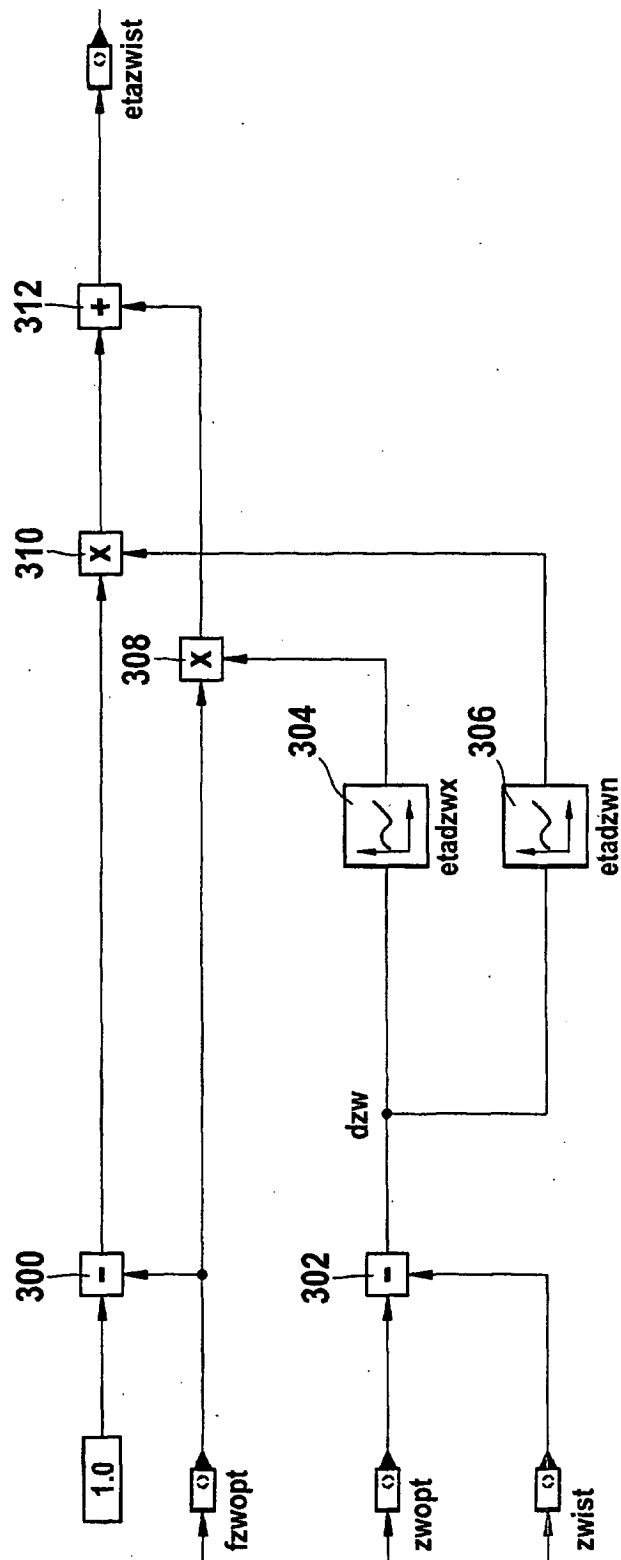 1.0
300
-
310
X
312
+
etazwist
fzwopt
308
X
zwopt
302
-
dzw
304
etadzwx
zwist
306
etadzwn